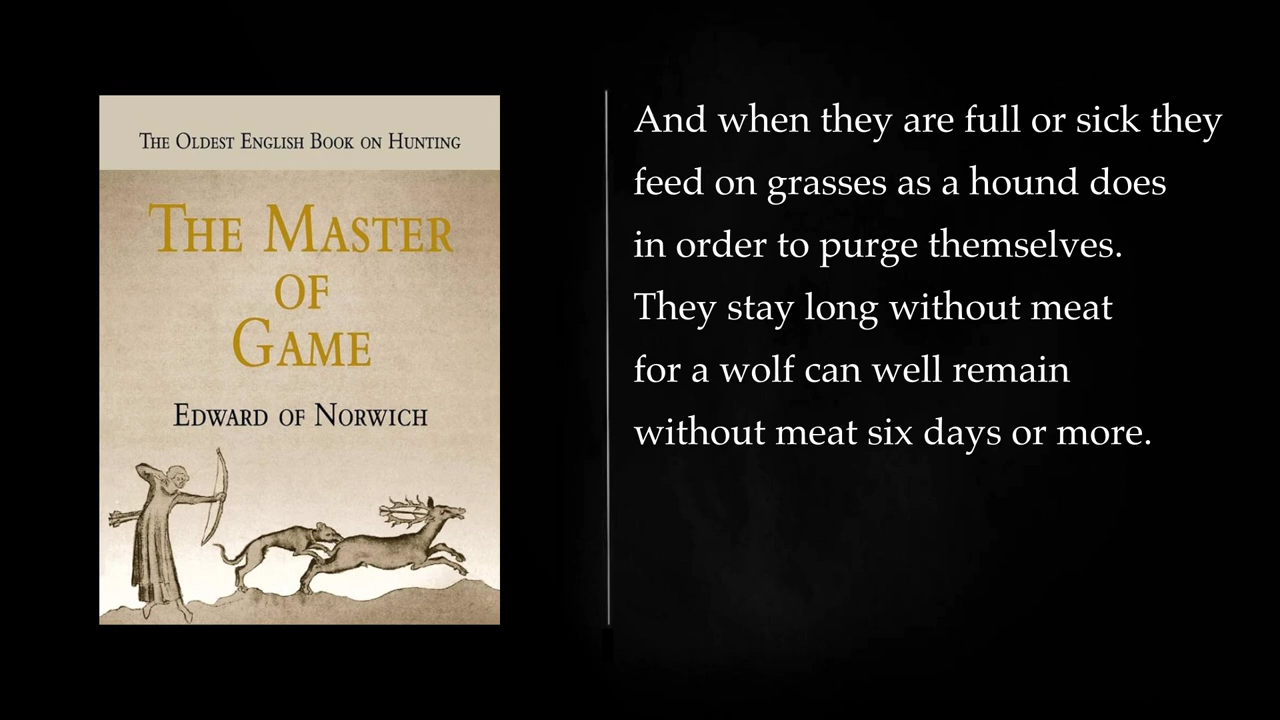 The Oldest English Book on Hunting
The Master
of
Game
Edward of Norwich
And when they are full or sick they
feed on grasses as a hound does
in order to purge themselves.
They stay long without meat
for a wolf can well remain
without meat six days or more.